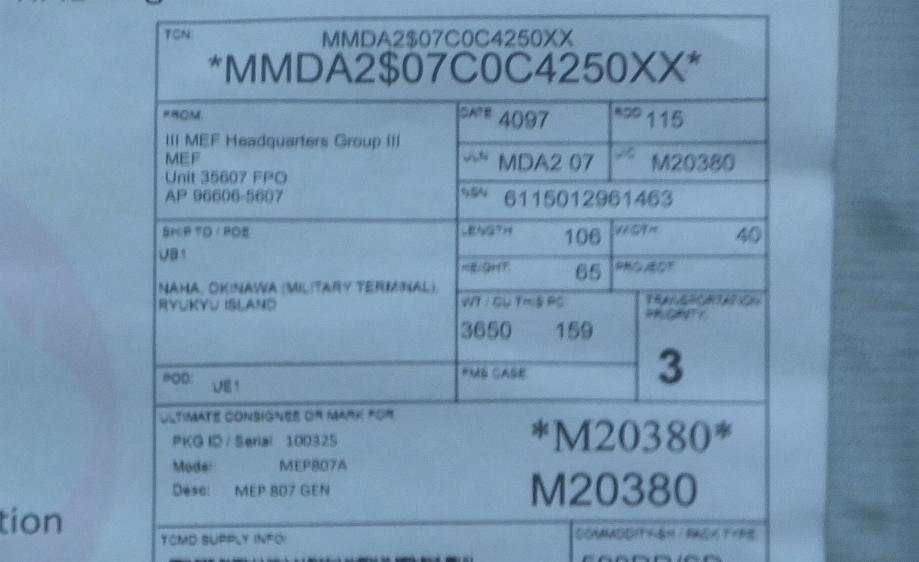 TCN:
MMDA2$07C0C4250XX
*MMDA2$07C0C4250XX*
FROM:
III MEF Headquarters Group III
MEF
Unit 35607 FPO
AP 96606-5607
DATE 4097
RDD 115
ULN MDA2 07
UIC M20380
NSN 6115012961463
SHIP TO / POE
UB1
NAHA, OKINAWA (MILITARY TERMINAL),
RYUKYU ISLAND
LENGTH 106
WIDTH 40
HEIGHT: 65
PROJECT:
WT / CU THIS PC
3650 159
TRANSPORTATION
PRIORITY:
3
POD: UE1
FMS CASE
ULTIMATE CONSIGNEE OR MARK FOR
PKG ID / Serial 100325
Model: MEP807A
Desc: MEP 807 GEN
*M20380*
M20380
tion
TCMD SUPPLY INFO:
COMMODITY-SH / PACK TYPE